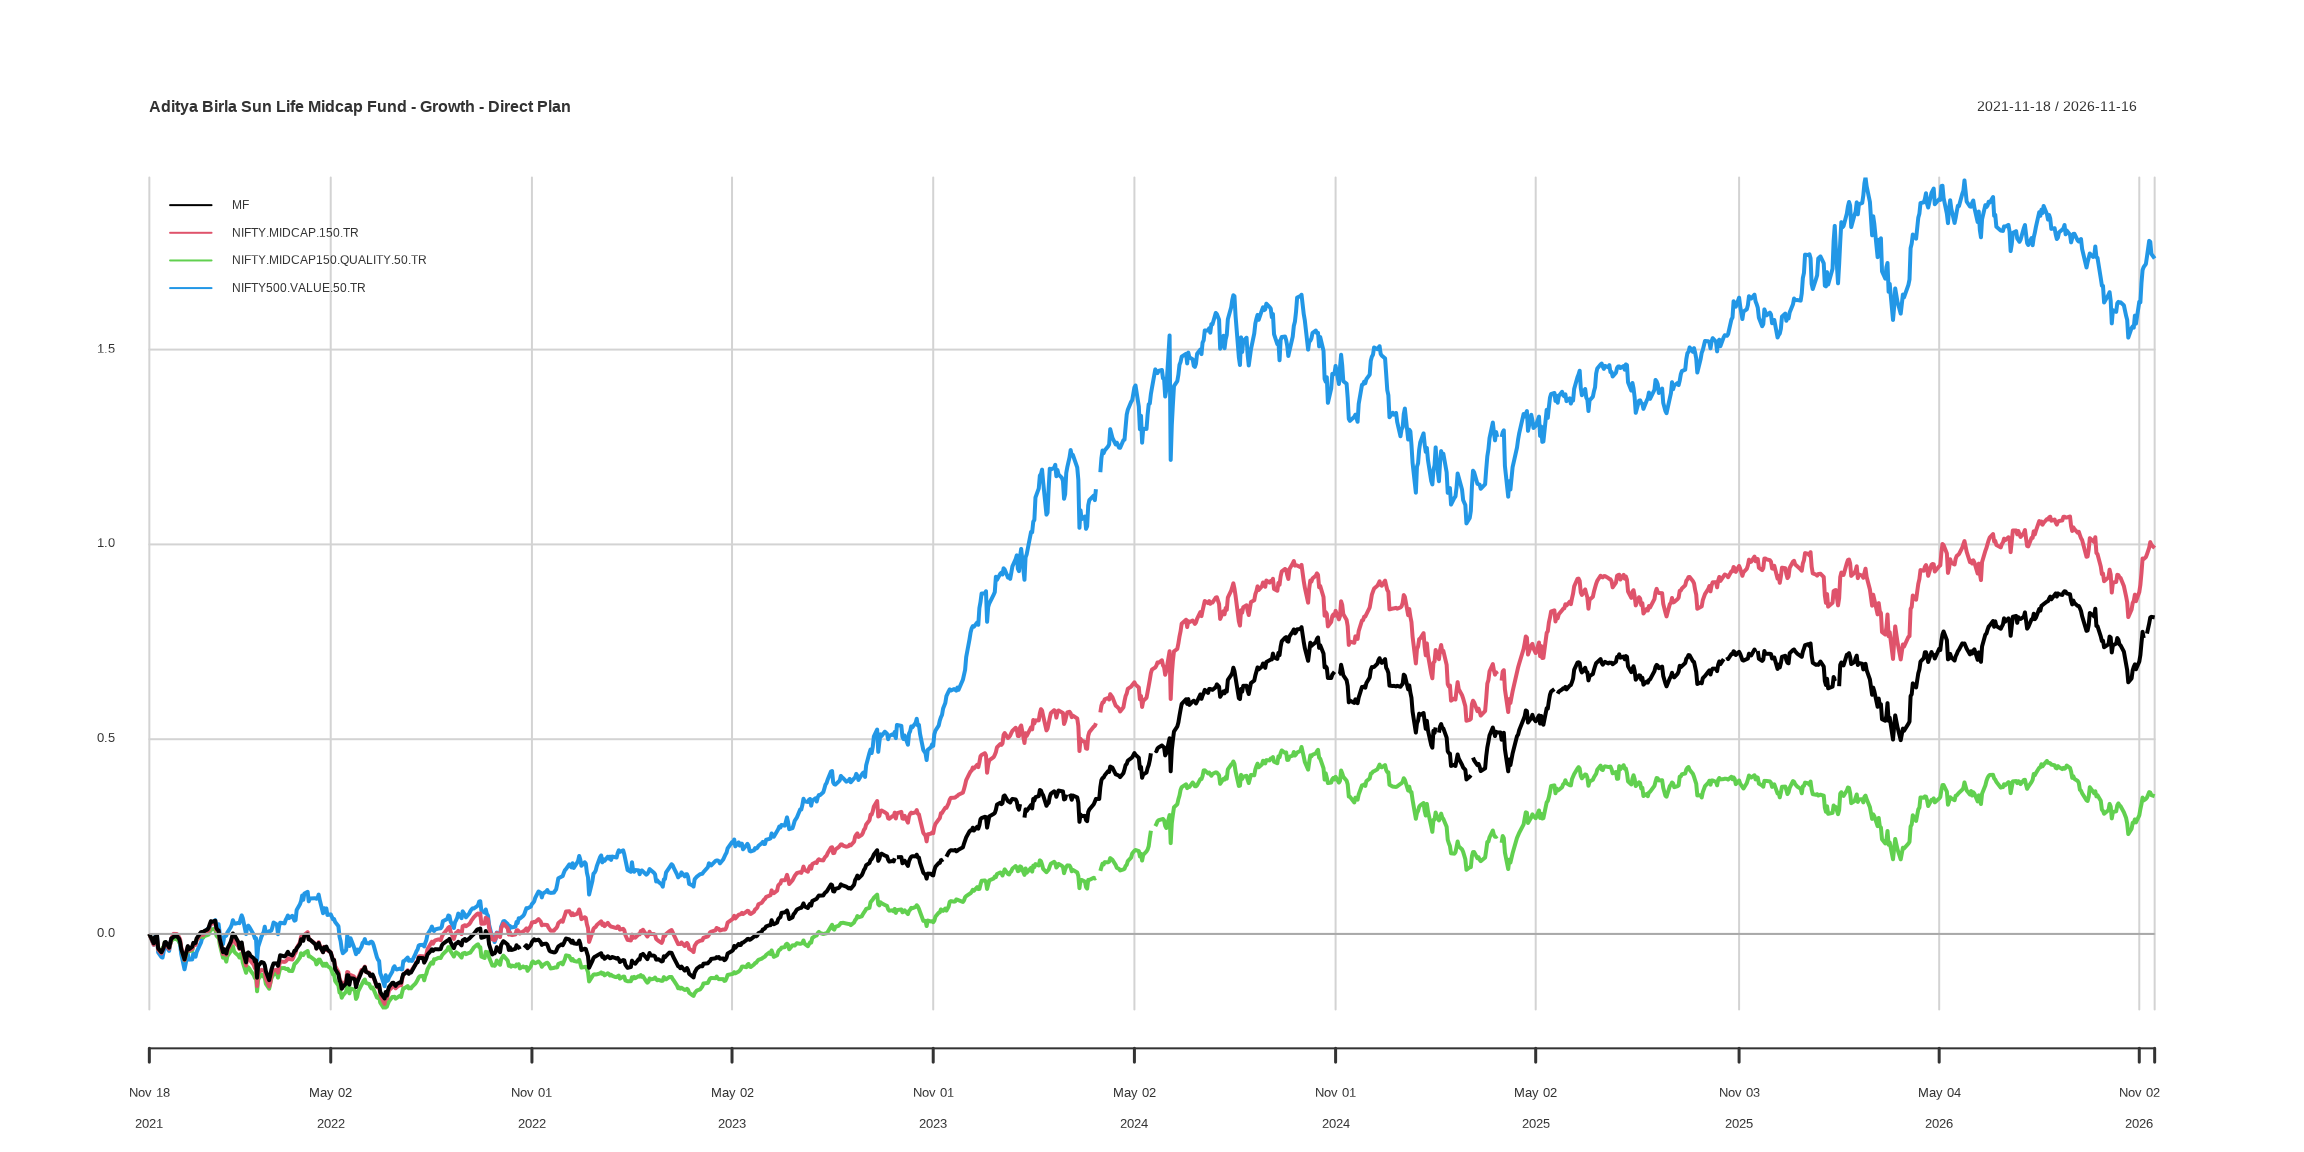 Aditya Birla Sun Life Midcap Fund - Growth - Direct Plan
2021-11-18 / 2026-11-16
MF
NIFTY.MIDCAP.150.TR
NIFTY.MIDCAP150.QUALITY.50.TR
NIFTY500.VALUE.50.TR
1.5
1.0
0.5
0.0
Nov 18 May 02 Nov 01 May 02 Nov 01 May 02 Nov 01 May 02 Nov 03 May 04 Nov 02
2021 2022 2022 2023 2023 2024 2024 2025 2025 2026 2026